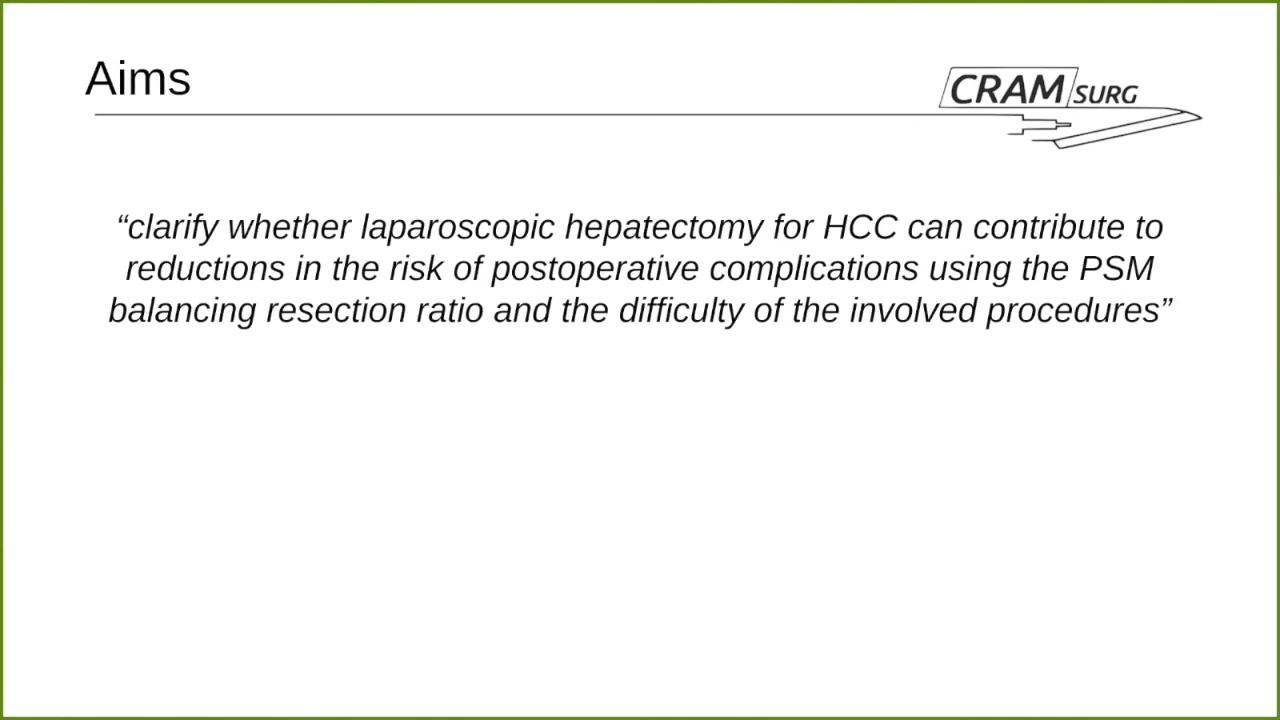 Aims
CRAM SURG
“clarify whether laparoscopic hepatectomy for HCC can contribute to
reductions in the risk of postoperative complications using the PSM
balancing resection ratio and the difficulty of the involved procedures”